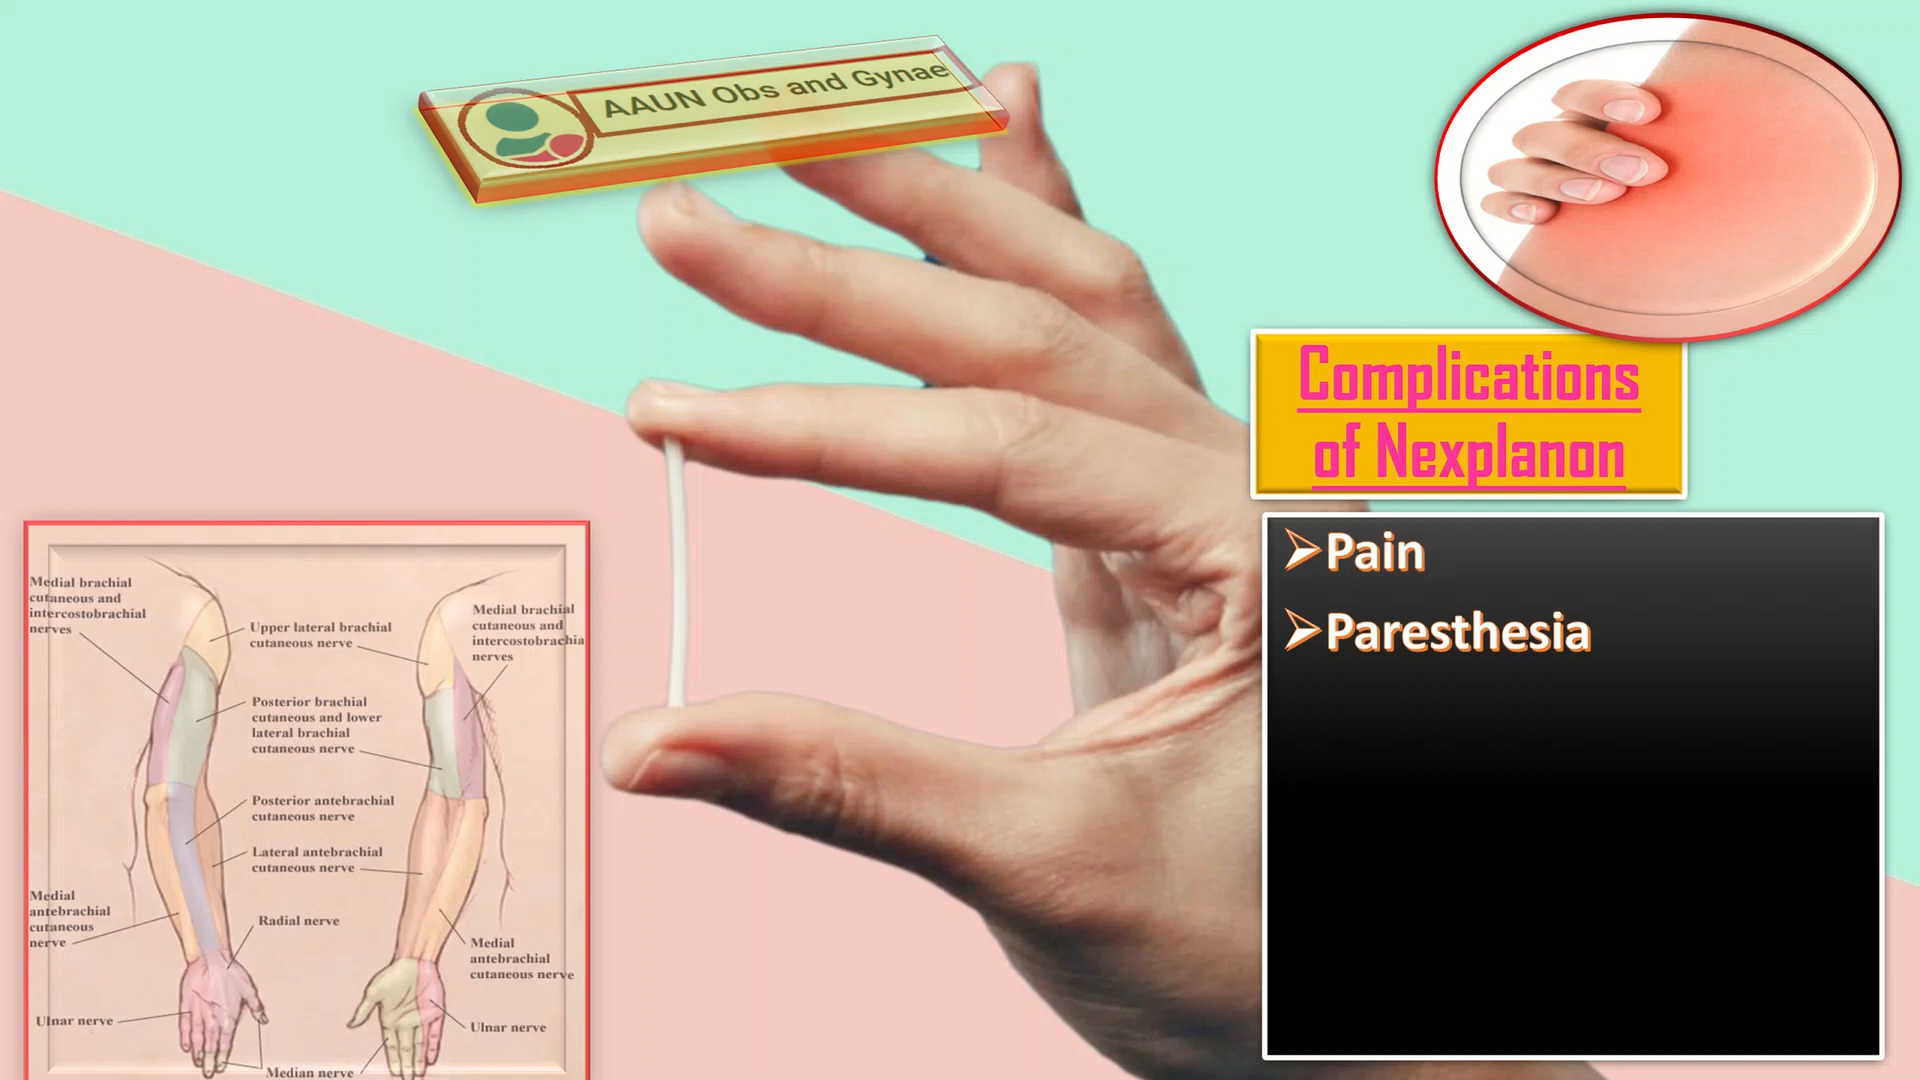 AAUN Obs and Gynae
Complications
of Nexplanon
➢Pain
➢Paresthesia
Medial brachial
cutaneous and
intercostobrachial
nerves
Upper lateral brachial
cutaneous nerve
Medial brachial
cutaneous and
intercostobrachia
nerves
Posterior brachial
cutaneous and lower
lateral brachial
cutaneous nerve
Posterior antebrachial
cutaneous nerve
Lateral antebrachial
cutaneous nerve
Medial
antebrachial
cutaneous
nerve
Radial nerve
Medial
antebrachial
cutaneous nerve
Ulnar nerve
Ulnar nerve
Median nerve